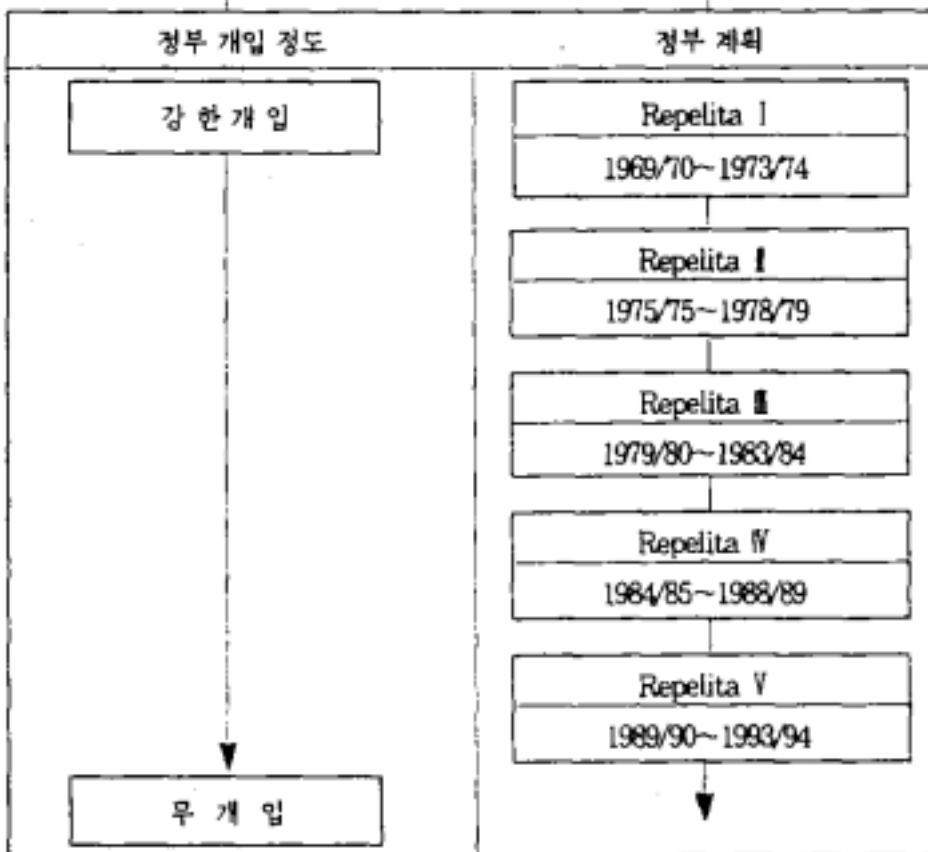 정부 개입 정도
정부 계획
강 한 개 입
Repelita Ⅰ
1969/70~1973/74
Repelita Ⅱ
1975/75~1978/79
Repelita Ⅲ
1979/80~1983/84
Repelita Ⅳ
1984/85~1988/89
Repelita Ⅴ
1989/90~1993/94
무 개 입